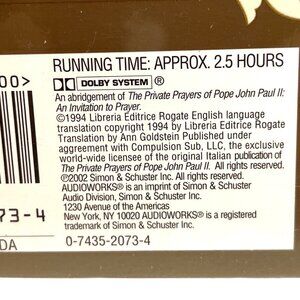 00>
RUNNING TIME: APPROX. 2.5 HOURS
DOLBY SYSTEM ®
An abridgement of The Private Prayers of Pope John Paul II:
An Invitation to Prayer.
©1994 Libreria Editrice Rogate English language
translation copyright 1994 by Libreria Editrice Rogate
Translation by Ann Goldstein Published under
agreement with Compulsion Sub, LLC, the exclusive
world-wide licensee of the original Italian publication of
The Private Prayers of Pope John Paul II. All rights reserved.
℗2002 Simon & Schuster Inc. All rights reserved.
AUDIOWORKS® is an imprint of Simon & Schuster
Audio Division, Simon & Schuster Inc.
1230 Avenue of the Americas
New York, NY 10020 AUDIOWORKS® is a registered
trademark of Simon & Schuster Inc.
73-4
DA
0-7435-2073-4